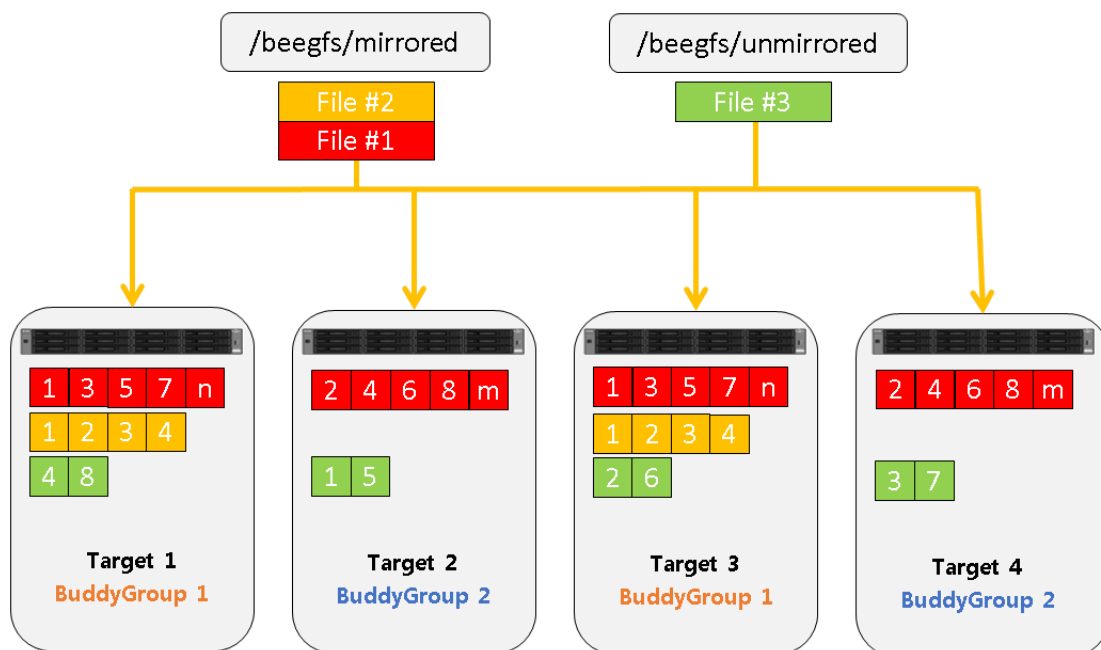 /beegfs/mirrored
/beegfs/unmirrored
File #2
File #1
File #3
1 3 5 7 n
1 2 3 4
4 8
Target 1
BuddyGroup 1
2 4 6 8 m
1 5
Target 2
BuddyGroup 2
1 3 5 7 n
1 2 3 4
2 6
Target 3
BuddyGroup 1
2 4 6 8 m
3 7
Target 4
BuddyGroup 2